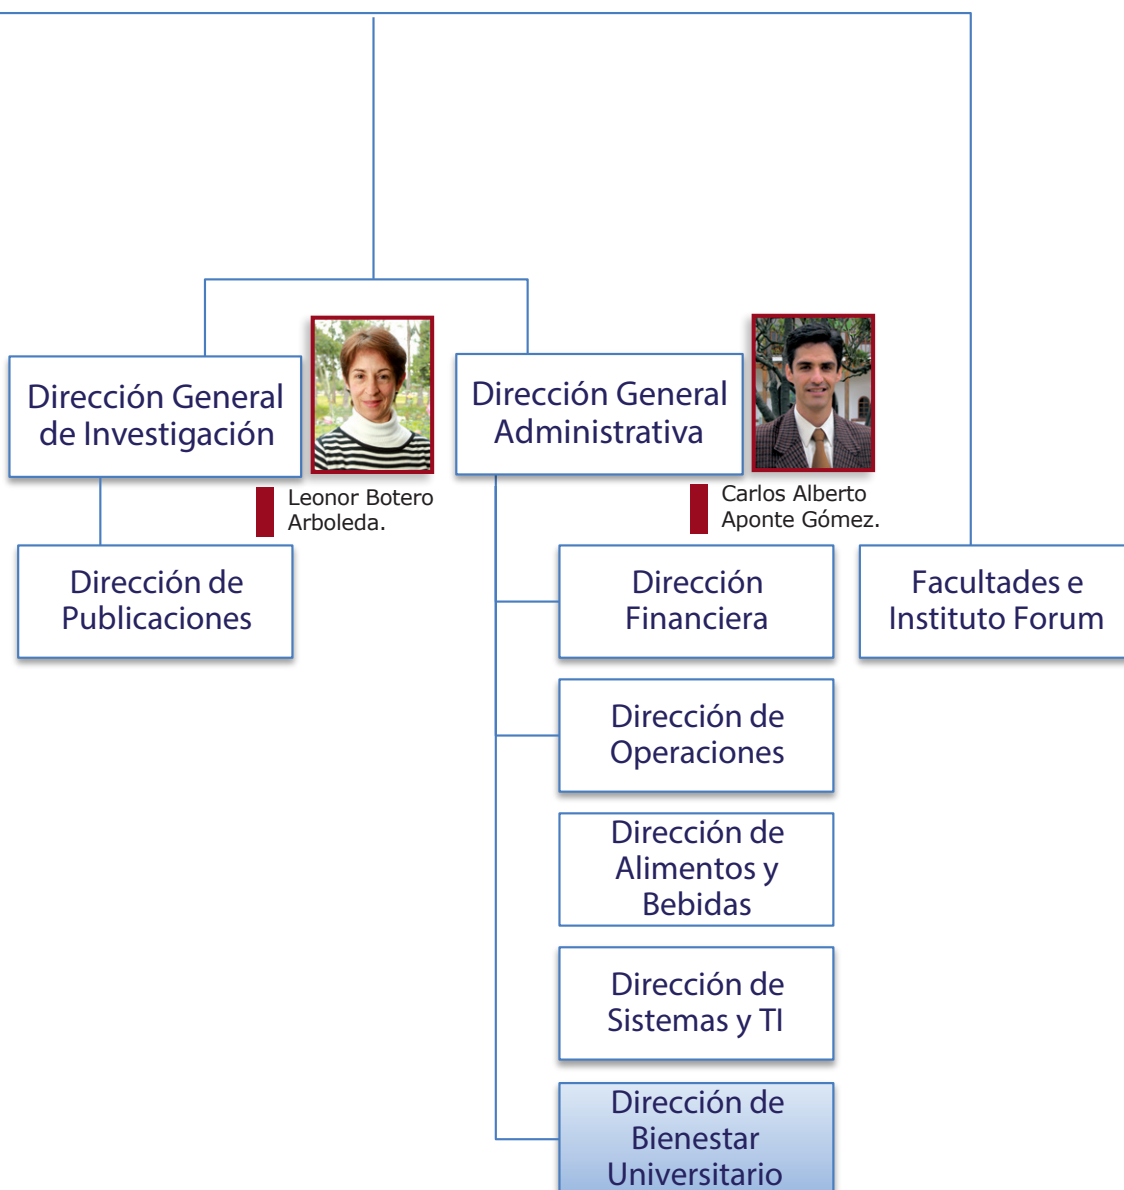 Dirección General
de Investigación
Leonor Botero
Arboleda.
Dirección General
Administrativa
Carlos Alberto
Aponte Gómez.
Dirección de
Publicaciones
Dirección
Financiera
Facultades e
Instituto Forum
Dirección de
Operaciones
Dirección de
Alimentos y
Bebidas
Dirección de
Sistemas y TI
Dirección de
Bienestar
Universitario